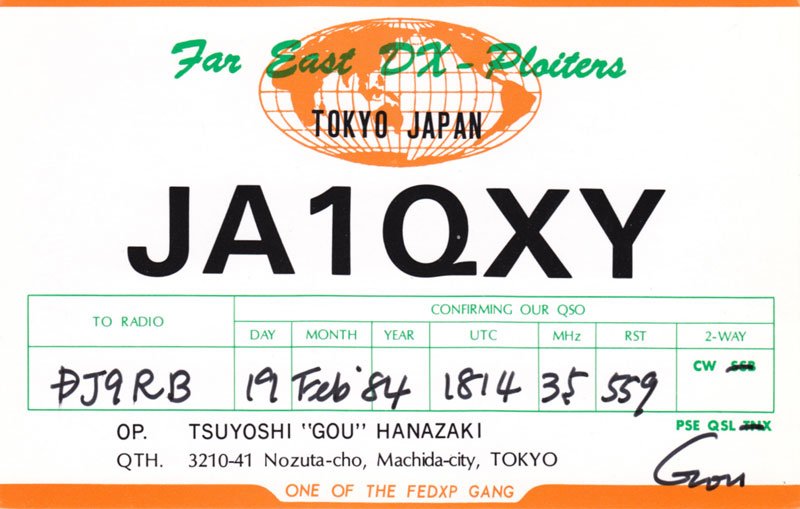 Far East DX-Ploiters
TOKYO JAPAN
JA1QXY
CONFIRMING OUR QSO
TO RADIO DAY MONTH YEAR UTC MHz RST 2-WAY
DJ9RB 19 Feb '84 1814 3.5 559 CW SSB
PSE QSL TNX
OP. TSUYOSHI "GOU" HANAZAKI
QTH. 3210-41 Nozuta-cho, Machida-city, TOKYO
Gou
ONE OF THE FEDXP GANG